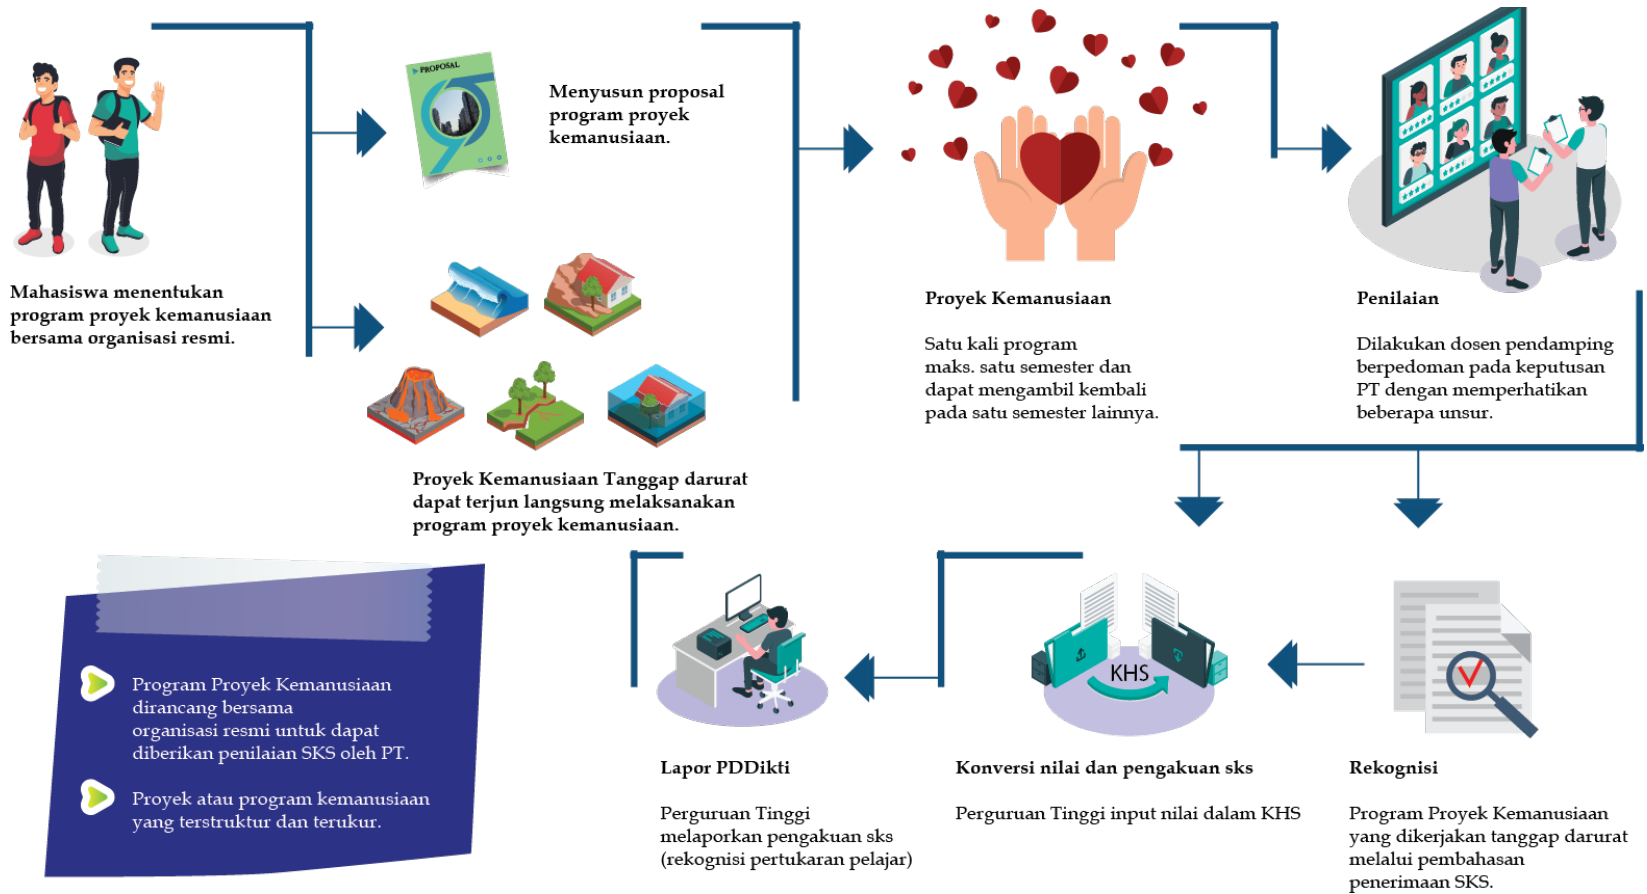 PROPOSAL
Menyusun proposal
program proyek
kemanusiaan.
Mahasiswa menentukan
program proyek kemanusiaan
bersama organisasi resmi.
Proyek Kemanusiaan Tanggap darurat
dapat terjun langsung melaksanakan
program proyek kemanusiaan.
Proyek Kemanusiaan
Satu kali program
maks. satu semester dan
dapat mengambil kembali
pada satu semester lainnya.
Penilaian
Dilakukan dosen pendamping
berpedoman pada keputusan
PT dengan memperhatikan
beberapa unsur.
Rekognisi
Program Proyek Kemanusiaan
yang dikerjakan tanggap darurat
melalui pembahasan
penerimaan SKS.
KHS
Konversi nilai dan pengakuan sks
Perguruan Tinggi input nilai dalam KHS
Lapor PDDikti
Perguruan Tinggi
melaporkan pengakuan sks
(rekognisi pertukaran pelajar)
Program Proyek Kemanusiaan
dirancang bersama
organisasi resmi untuk dapat
diberikan penilaian SKS oleh PT.
Proyek atau program kemanusiaan
yang terstruktur dan terukur.